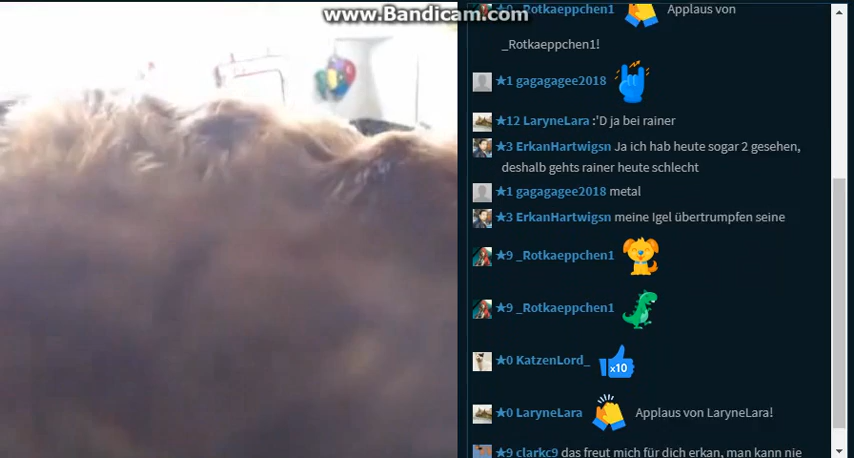 www.Bandicam.com
★0 _Rotkaeppchen1 Applaus von
_Rotkaeppchen1!
★1 gagagagee2018
★12 LaryneLara :'D ja bei rainer
★3 ErkanHartwigsn Ja ich hab heute sogar 2 gesehen,
deshalb gehts rainer heute schlecht
★1 gagagagee2018 metal
★3 ErkanHartwigsn meine Igel übertrumpfen seine
★9 _Rotkaeppchen1
★9 _Rotkaeppchen1
★0 KatzenLord_ x10
★0 LaryneLara Applaus von LaryneLara!
★9 clarkc9 das freut mich für dich erkan, man kann nie